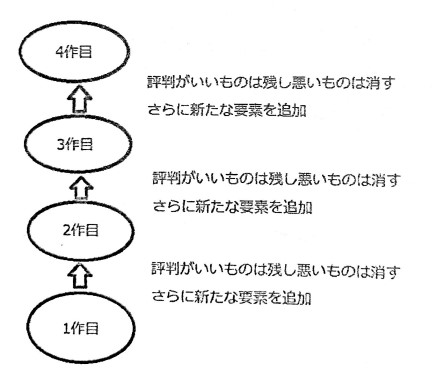 4作目
評判がいいものは残し悪いものは消す
さらに新たな要素を追加
3作目
評判がいいものは残し悪いものは消す
さらに新たな要素を追加
2作目
評判がいいものは残し悪いものは消す
さらに新たな要素を追加
1作目